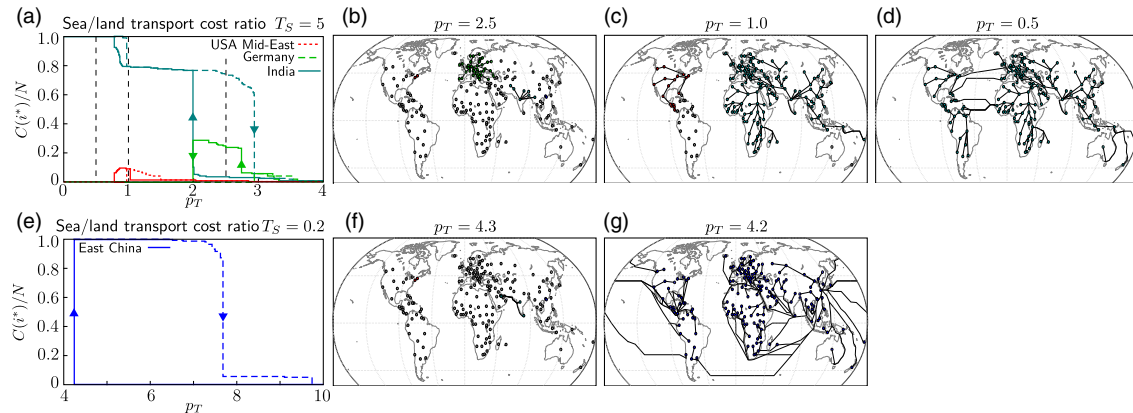 (a) Sea/land transport cost ratio T_S = 5
C(i*)/N
1.0
0.8
0.6
0.4
0.2
0
0
1
2
3
4
p_T
USA Mid-East
Germany
India
(b) p_T = 2.5
(c) p_T = 1.0
(d) p_T = 0.5
(e) Sea/land transport cost ratio T_S = 0.2
C(i*)/N
1.0
0.8
0.6
0.4
0.2
0
4
6
8
10
p_T
East China
(f) p_T = 4.3
(g) p_T = 4.2